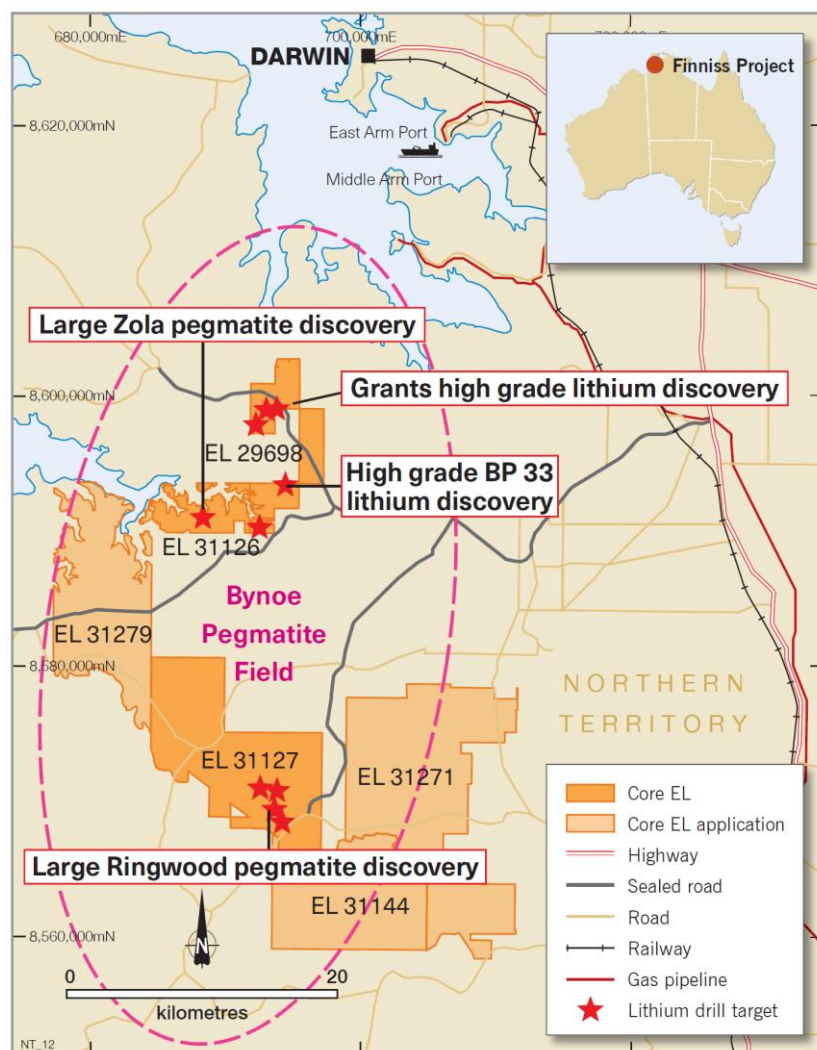 680,000mE
700,000mE
DARWIN
Finniss Project
8,620,000mN
East Arm Port
Middle Arm Port
Large Zola pegmatite discovery
8,600,000mN
Grants high grade lithium discovery
EL 29698
High grade BP 33
lithium discovery
EL 31126
Bynoe
Pegmatite
Field
EL 31279
8,580,000mN
NORTHERN
TERRITORY
EL 31127
EL 31271
Large Ringwood pegmatite discovery
EL 31144
8,560,000mN
N
0
20
kilometres
Core EL
Core EL application
Highway
Sealed road
Road
Railway
Gas pipeline
Lithium drill target
NT_12